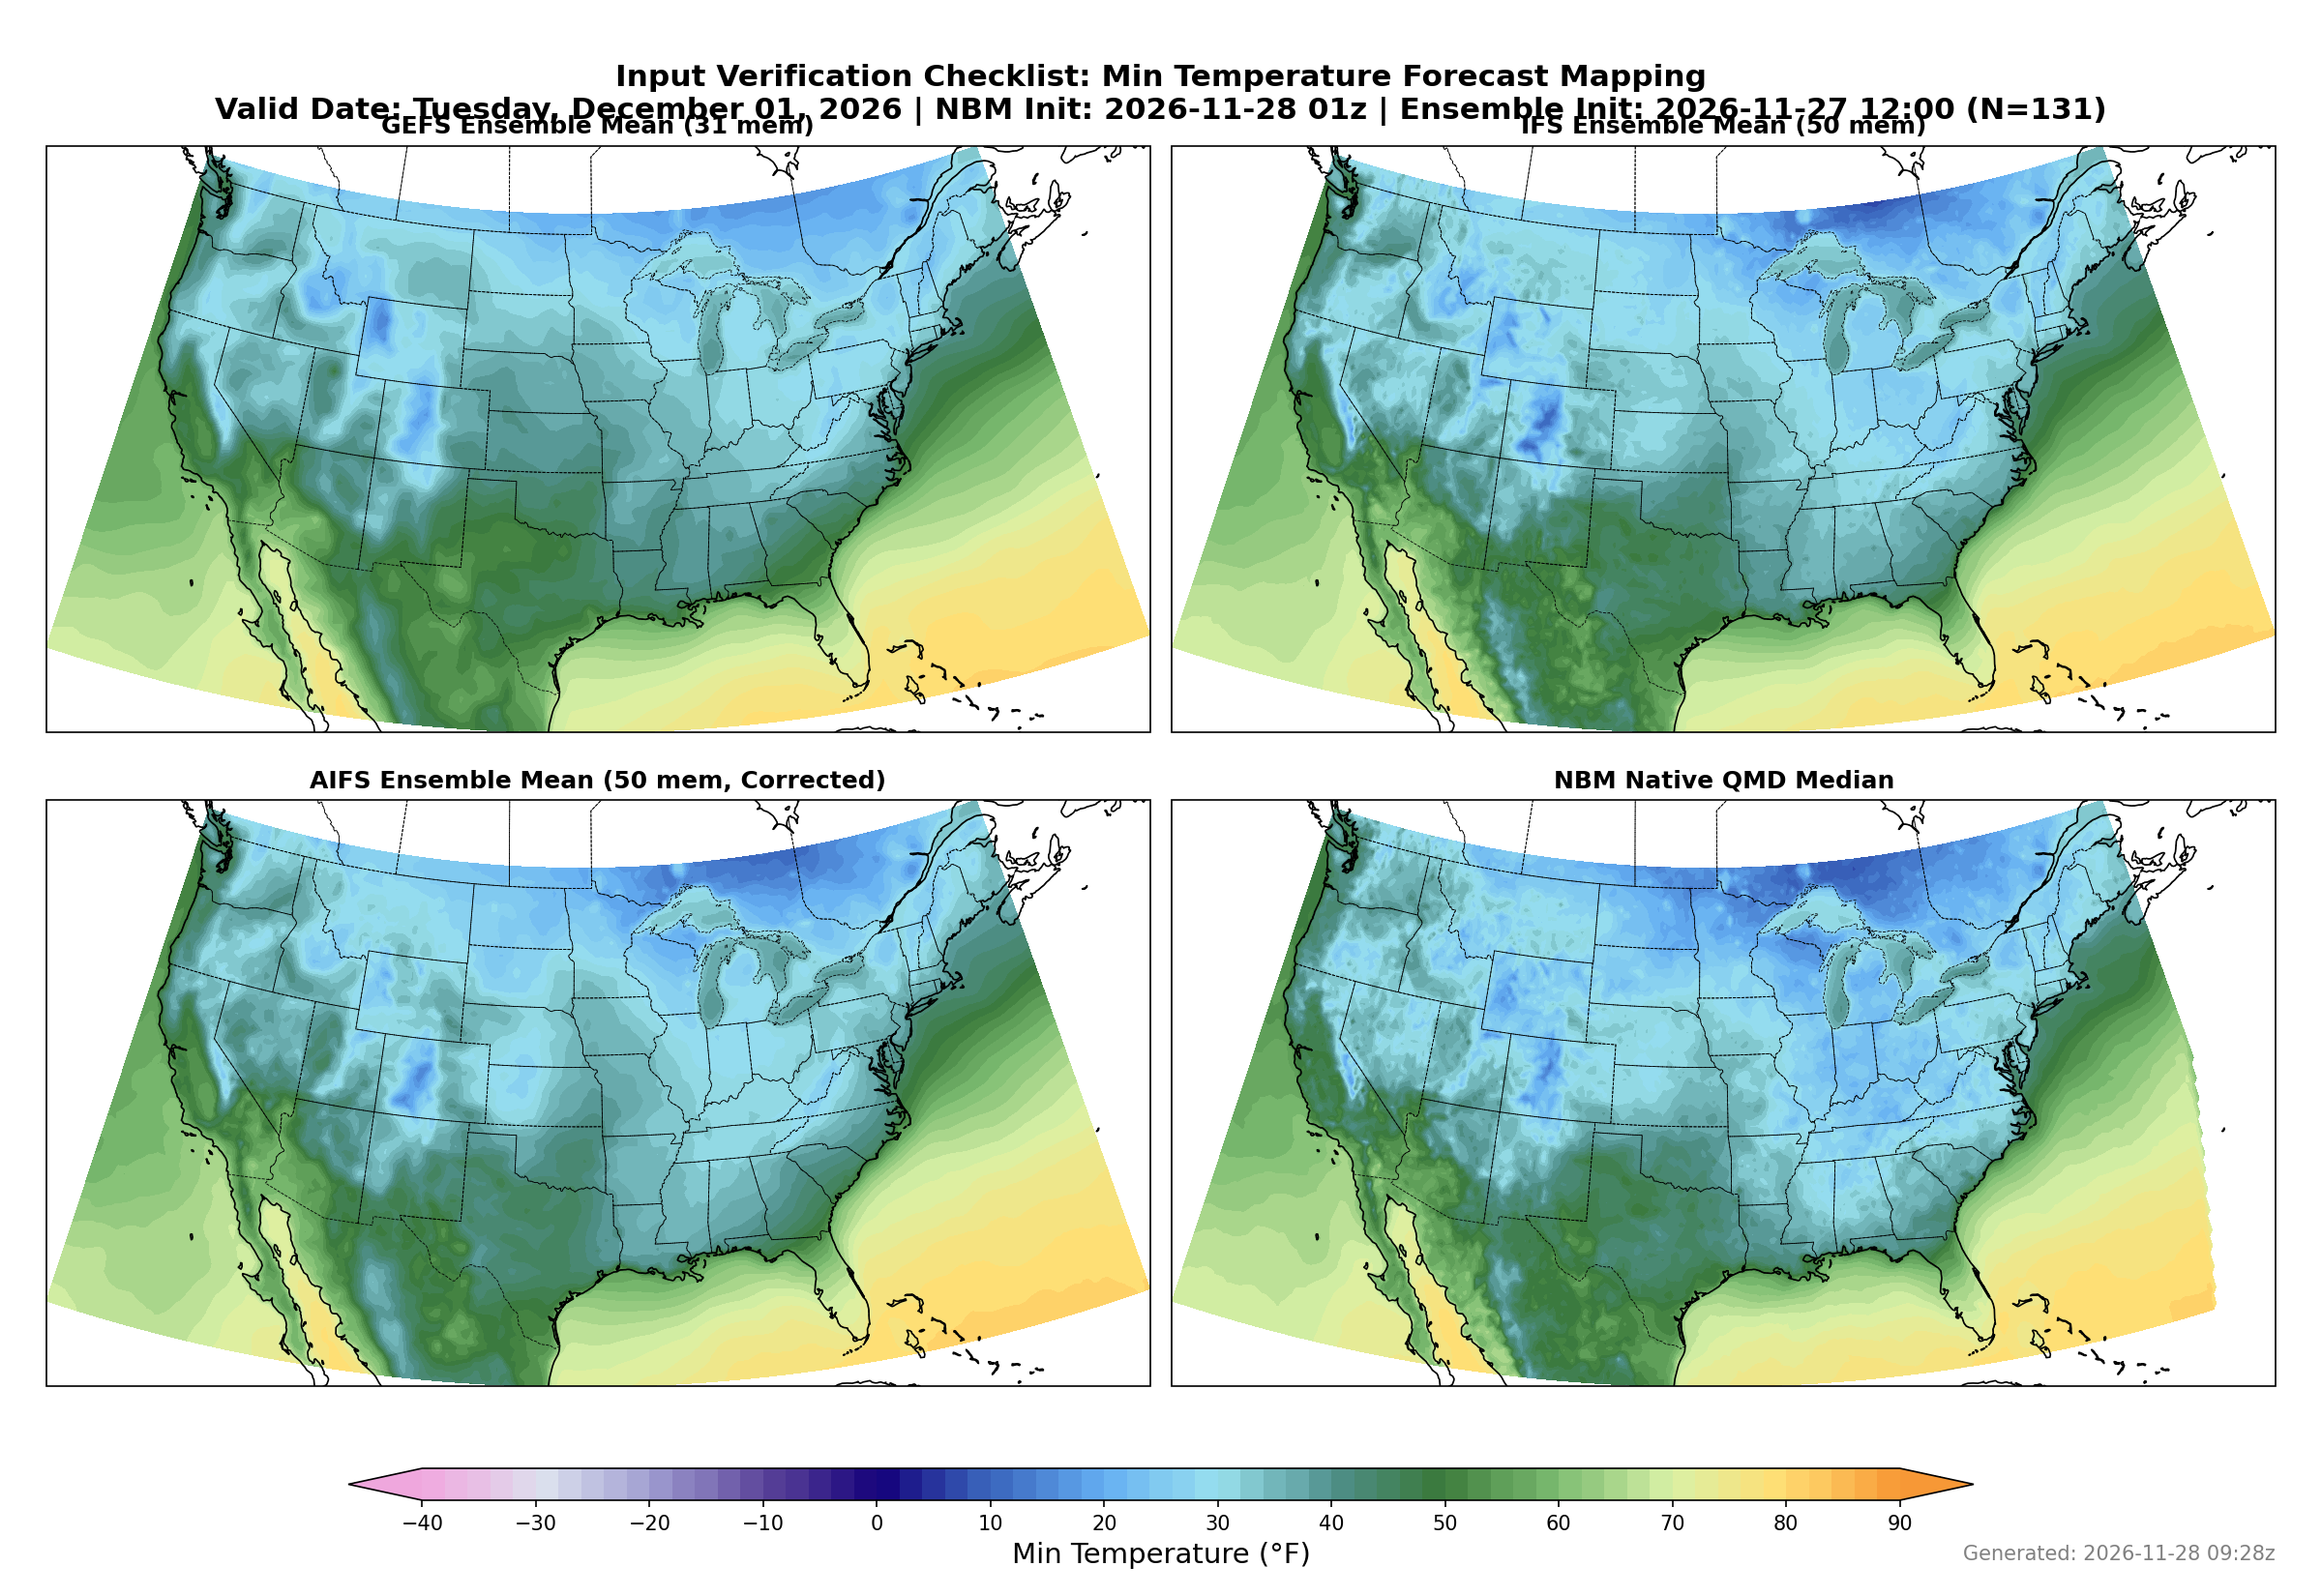 Input Verification Checklist: Min Temperature Forecast Mapping
Valid Date: Tuesday, December 01, 2026 | NBM Init: 2026-11-28 01z | Ensemble Init: 2026-11-27 12:00 (N=131)
GEFS Ensemble Mean (31 mem)
IFS Ensemble Mean (50 mem)
AIFS Ensemble Mean (50 mem, Corrected)
NBM Native QMD Median
−40 −30 −20 −10 0 10 20 30 40 50 60 70 80 90
Min Temperature (°F)
Generated: 2026-11-28 09:28z